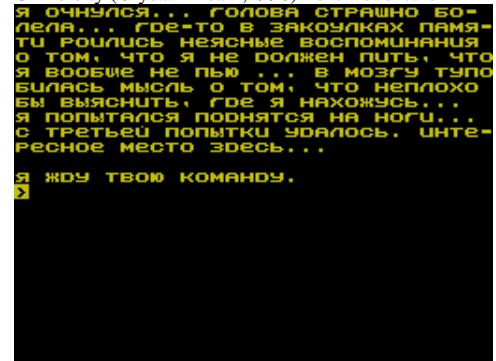 Я ОЧНУЛСЯ... ГОЛОВА СТРАШНО БО-
ЛЕЛА... ГДЕ-ТО В ЗАКОУЛКАХ ПАМЯ-
ТИ РОИЛИСЬ НЕЯСНЫЕ ВОСПОМИНАНИЯ
О ТОМ, ЧТО Я НЕ ДОЛЖЕН ПИТЬ, ЧТО
Я ВООБЩЕ НЕ ПЬЮ ... В МОЗГУ ТУПО
БИЛАСЬ МЫСЛЬ О ТОМ, ЧТО НЕПЛОХО
БЫ ВЫЯСНИТЬ, ГДЕ Я НАХОЖУСЬ...
Я ПОПЫТАЛСЯ ПОДНЯТСЯ НА НОГИ...
С ТРЕТЬЕЙ ПОПЫТКИ УДАЛОСЬ. ИНТЕ-
РЕСНОЕ МЕСТО ЗДЕСЬ...
Я ЖДУ ТВОЮ КОМАНДУ.
>